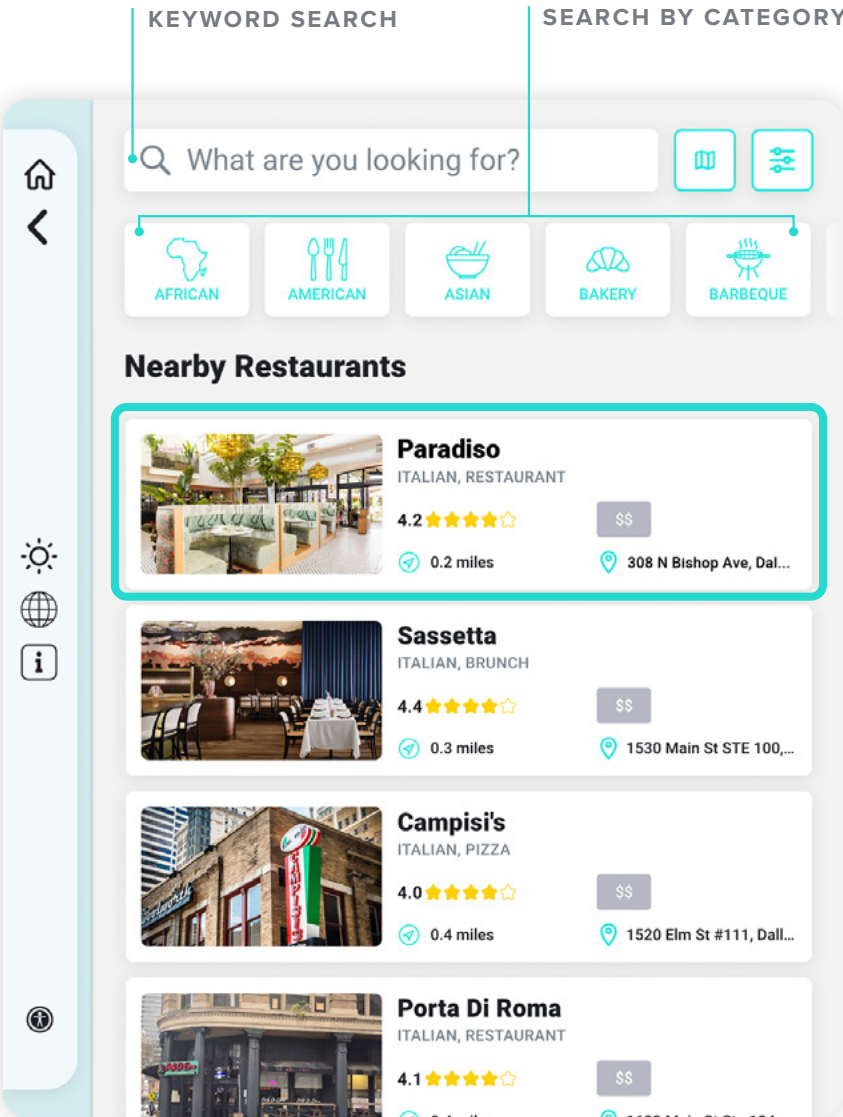 KEYWORD SEARCH
SEARCH BY CATEGORY
What are you looking for?
AFRICAN
AMERICAN
ASIAN
BAKERY
BARBEQUE
Nearby Restaurants
Paradiso
ITALIAN, RESTAURANT
4.2 $$
0.2 miles 308 N Bishop Ave, Dal...
Sassetta
ITALIAN, BRUNCH
4.4 $$
0.3 miles 1530 Main St STE 100,...
CAMPISI'S
Campisi's
ITALIAN, PIZZA
4.0 $$
0.4 miles 1520 Elm St #111, Dall...
Porta Di Roma
ITALIAN, RESTAURANT
4.1 $$